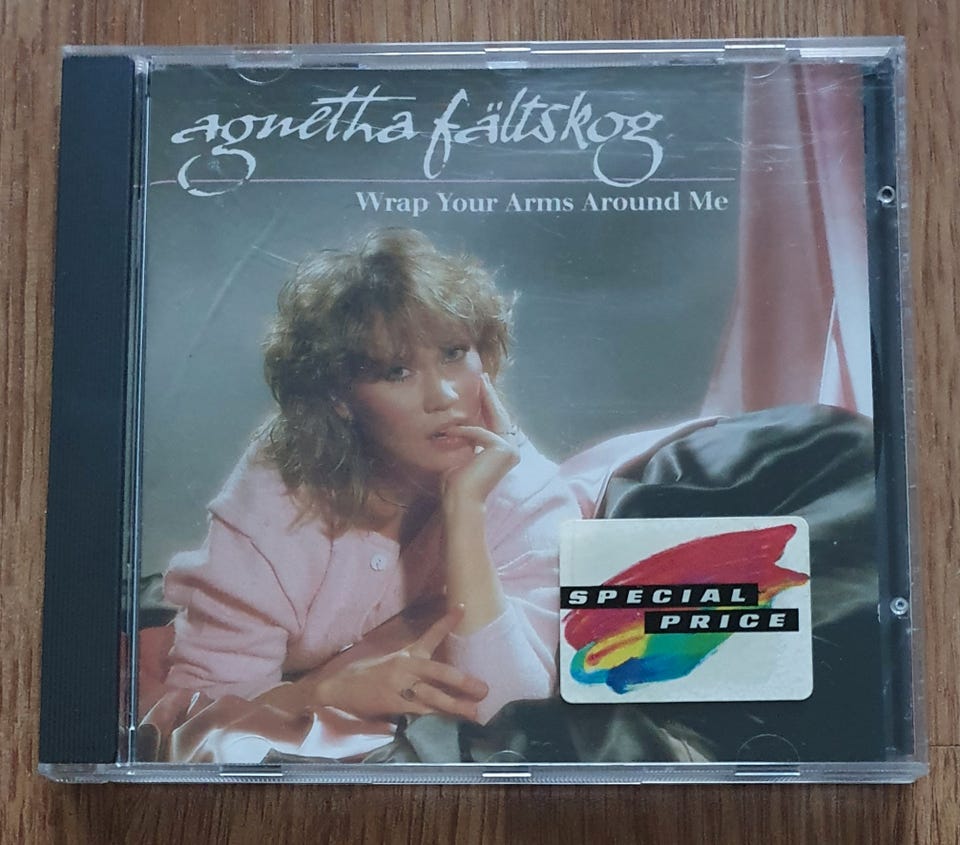 agnetha fältskog
Wrap Your Arms Around Me
SPECIAL
PRICE